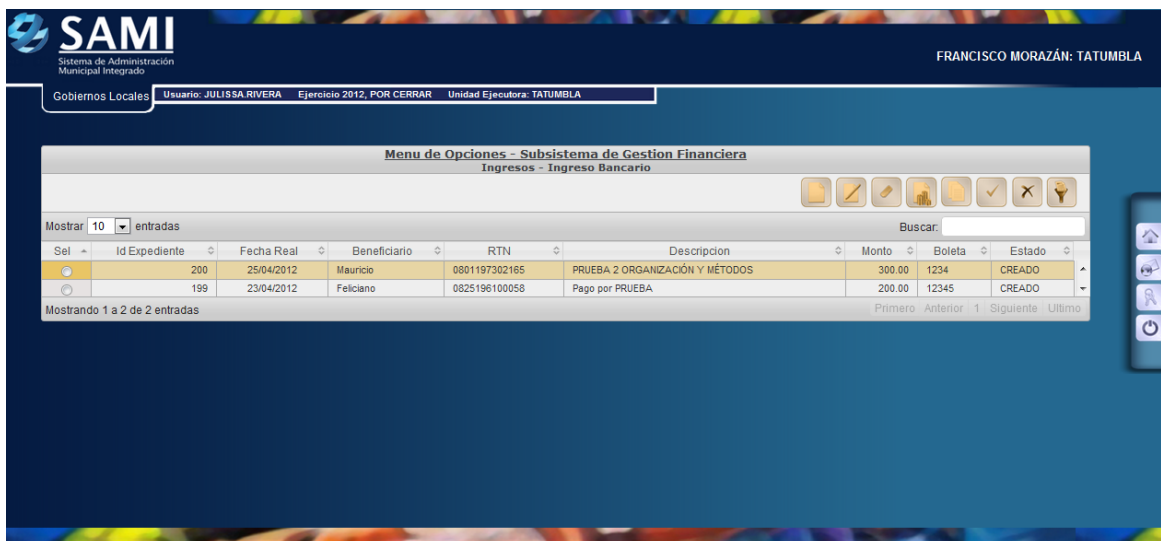 SAMI
Sistema de Administración
Municipal Integrado
FRANCISCO MORAZÁN: TATUMBLA
Gobiernos Locales Usuario: JULISSA.RIVERA Ejercicio 2012, POR CERRAR Unidad Ejecutora: TATUMBLA
Menu de Opciones - Subsistema de Gestion Financiera
Ingresos - Ingreso Bancario
Mostrar 10 entradas Buscar:
Sel Id Expediente Fecha Real Beneficiario RTN Descripcion Monto Boleta Estado
200 25/04/2012 Mauricio 0801197302165 PRUEBA 2 ORGANIZACIÓN Y MÉTODOS 300.00 1234 CREADO
199 23/04/2012 Feliciano 0825196100058 Pago por PRUEBA 200.00 12345 CREADO
Mostrando 1 a 2 de 2 entradas Primero Anterior 1 Siguiente Ultimo